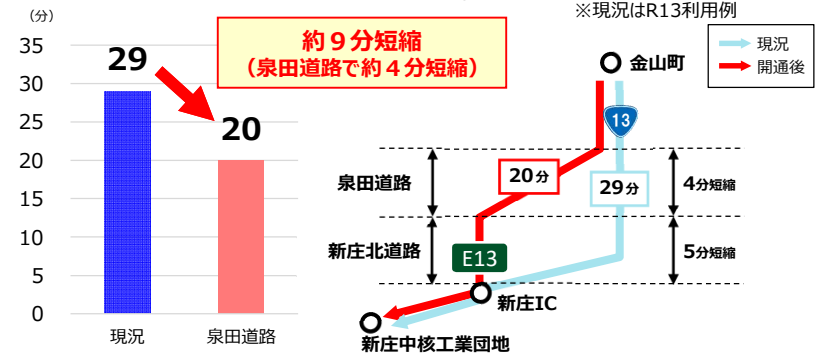 (分)
35
30
25
20
15
10
5
0
29
20
現況
泉田道路
約９分短縮
（泉田道路で約４分短縮）
※現況はR13利用例
現況
開通後
金山町
13
泉田道路
20分
29分
4分短縮
新庄北道路
E13
5分短縮
新庄IC
新庄中核工業団地